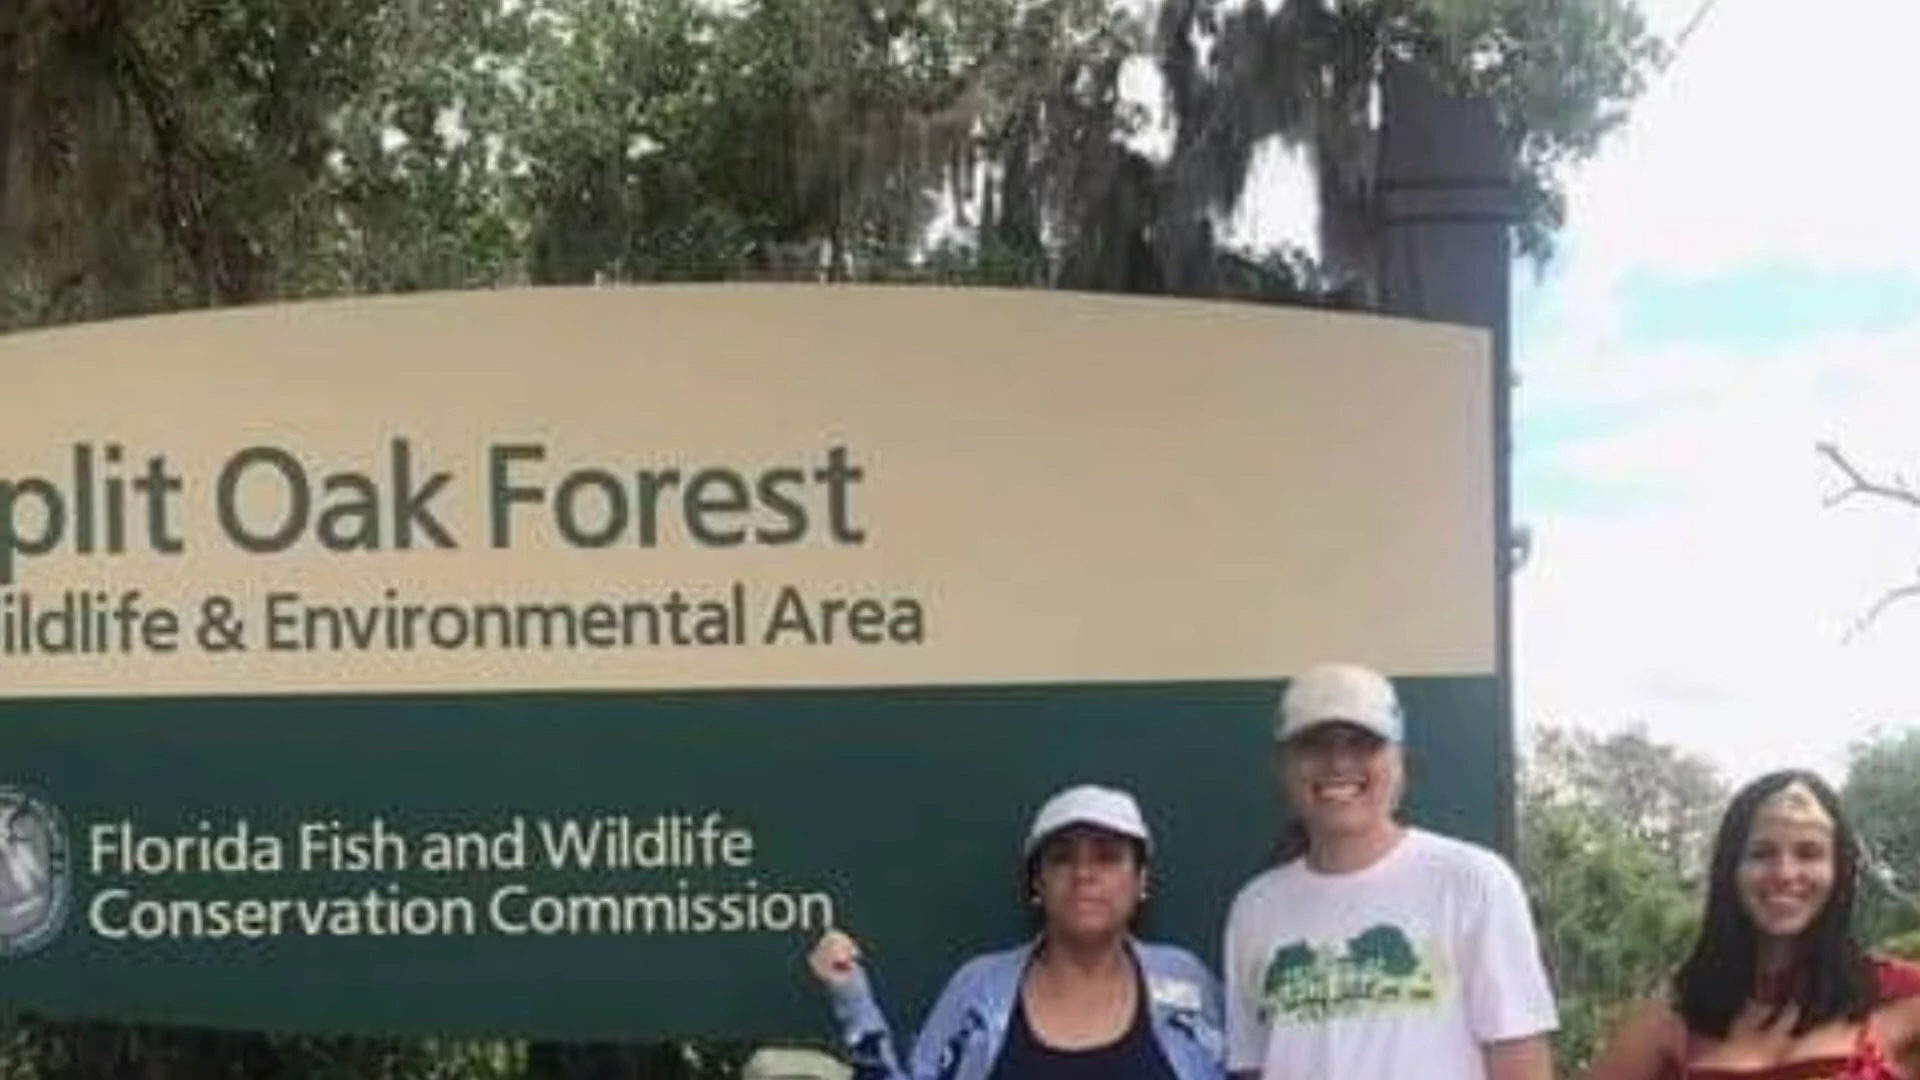 plit Oak Forest
ildlife & Environmental Area
Florida Fish and Wildlife
Conservation Commission